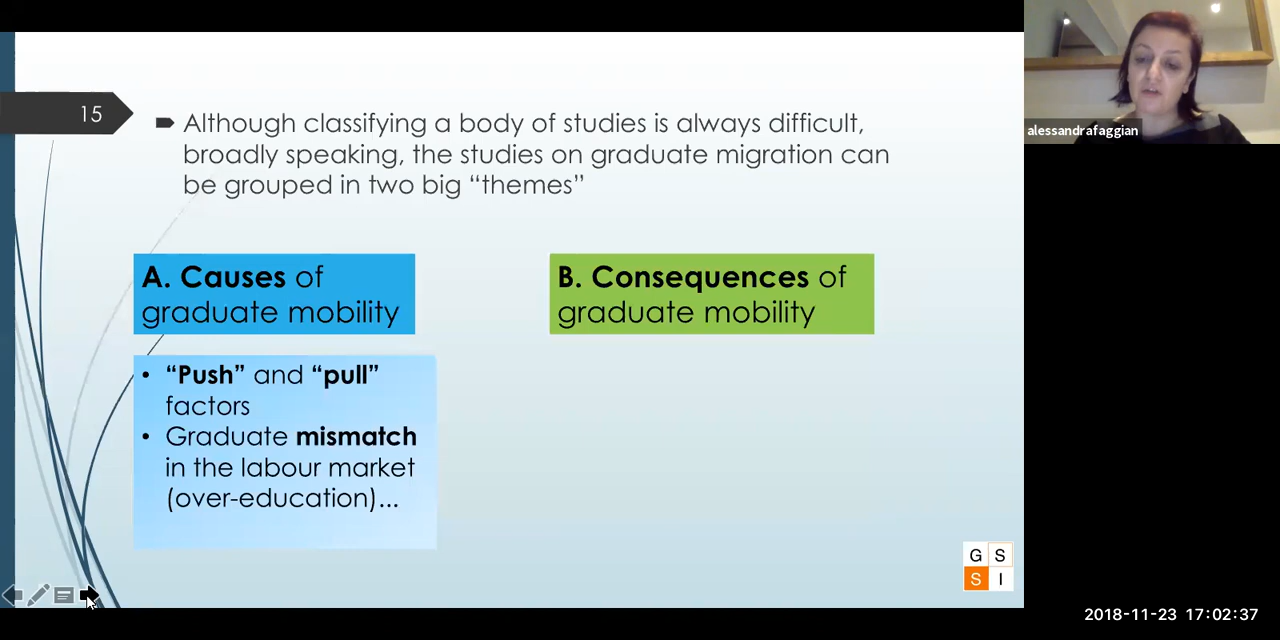 15
Although classifying a body of studies is always difficult,
broadly speaking, the studies on graduate migration can
be grouped in two big “themes”
A. Causes of
graduate mobility
B. Consequences of
graduate mobility
• “Push” and “pull”
factors
• Graduate mismatch
in the labour market
(over-education)...
G S
S I
alessandrafaggian
2018-11-23 17:02:37